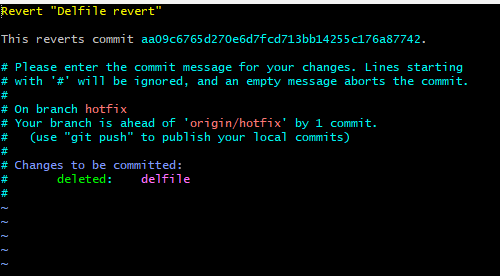 Revert "Delfile revert"

This reverts commit aa09c6765d270e6d7fcd713bb14255c176a87742.

# Please enter the commit message for your changes. Lines starting
# with '#' will be ignored, and an empty message aborts the commit.
#
# On branch hotfix
# Your branch is ahead of 'origin/hotfix' by 1 commit.
#   (use "git push" to publish your local commits)
#
# Changes to be committed:
#       deleted:    delfile
#
~
~
~
~
~